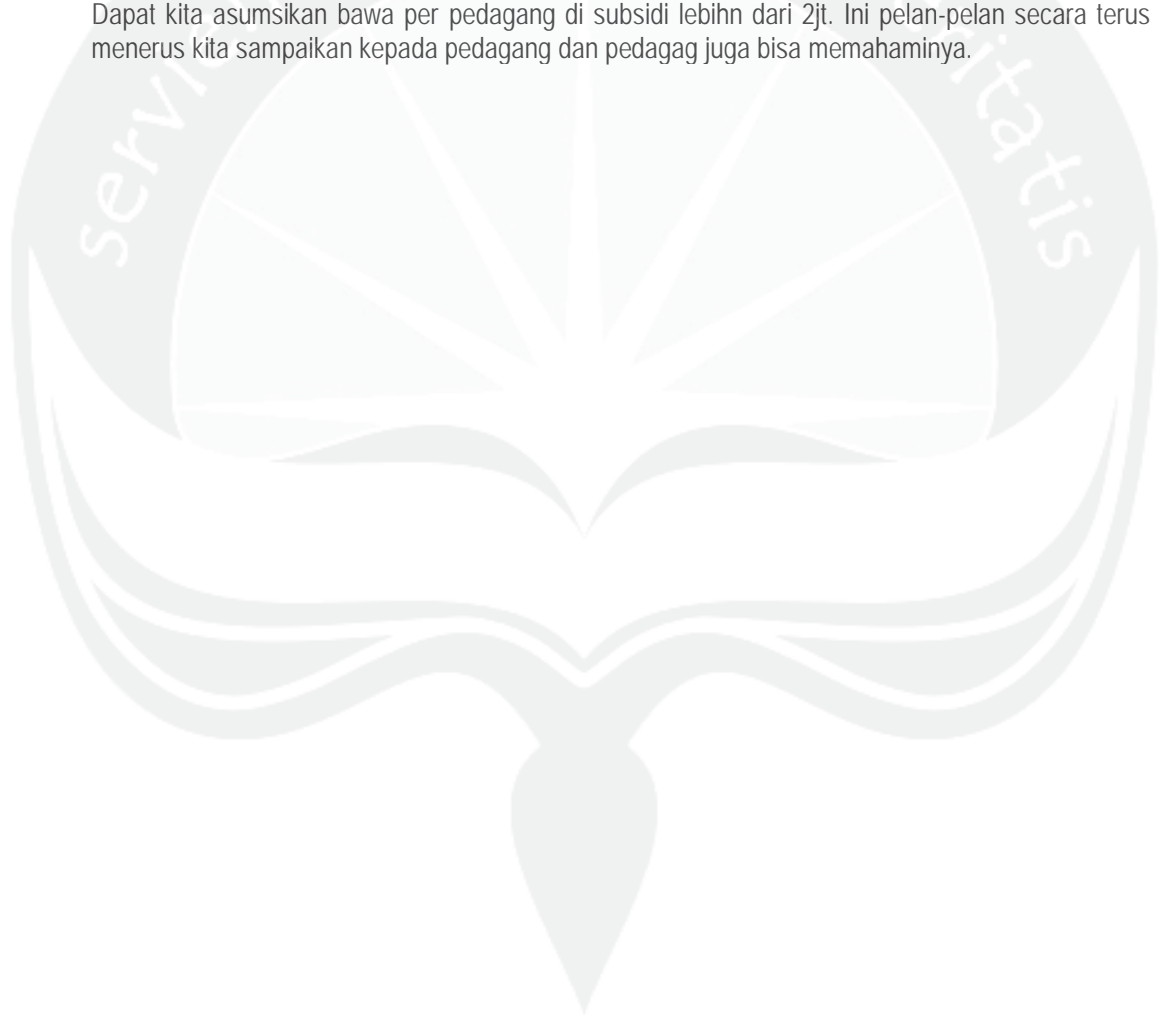 Dapat kita asumsikan bawa per pedagang di subsidi lebihn dari 2jt. Ini pelan-pelan secara terus
menerus kita sampaikan kepada pedagang dan pedagag juga bisa memahaminya.